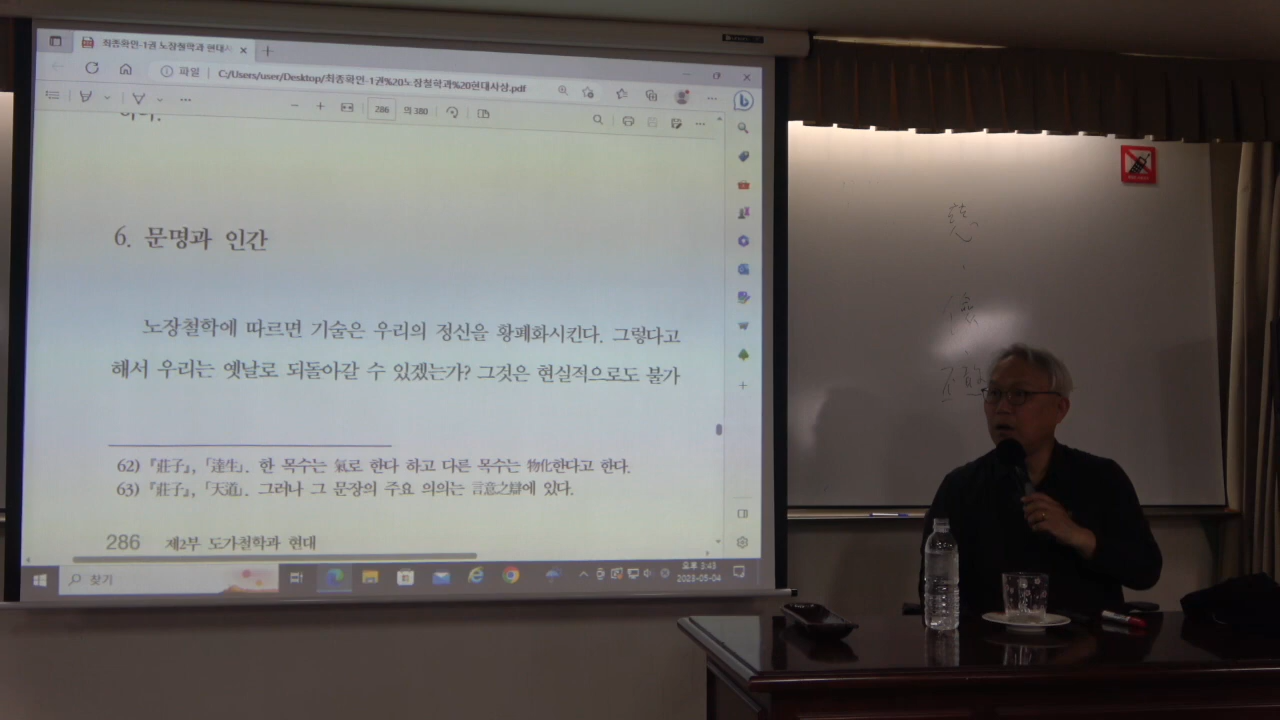 최종확인-1권 노장철학과 현대사
파일
C:/Users/user/Desktop/최종확인-1권%20노장철학과%20현대사상.pdf
286 의 380
6. 문명과 인간
노장철학에 따르면 기술은 우리의 정신을 황폐화시킨다. 그렇다고
해서 우리는 옛날로 되돌아갈 수 있겠는가? 그것은 현실적으로도 불가
62) 『莊子』, 「達生」. 한 목수는 氣로 한다 하고 다른 목수는 物化한다고 한다.
63) 『莊子』, 「天道」. 그러나 그 문장의 주요 의의는 言意之辯에 있다.
286 제2부 도가철학과 현대
찾기
오후 3:43
2023-05-04